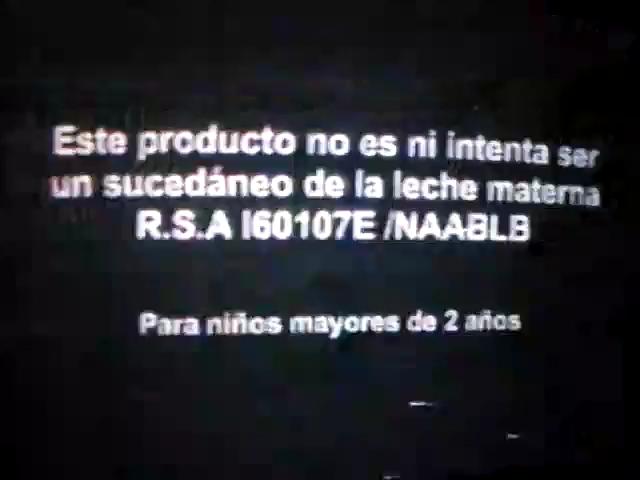 Este producto no es ni intenta ser
un sucedáneo de la leche materna
R.S.A I60107E /NAABLB
Para niños mayores de 2 años